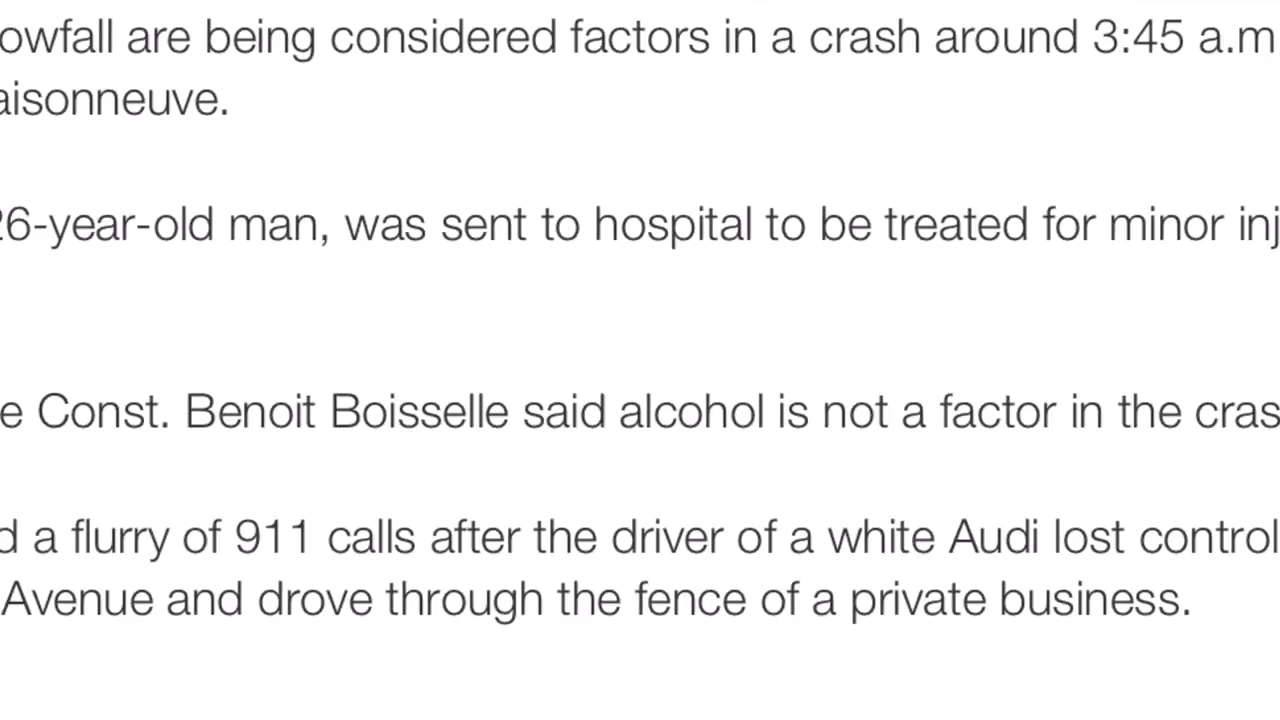 owfall are being considered factors in a crash around 3:45 a.m
aisonneuve.
26-year-old man, was sent to hospital to be treated for minor inj
e Const. Benoit Boisselle said alcohol is not a factor in the cras
d a flurry of 911 calls after the driver of a white Audi lost control
Avenue and drove through the fence of a private business.